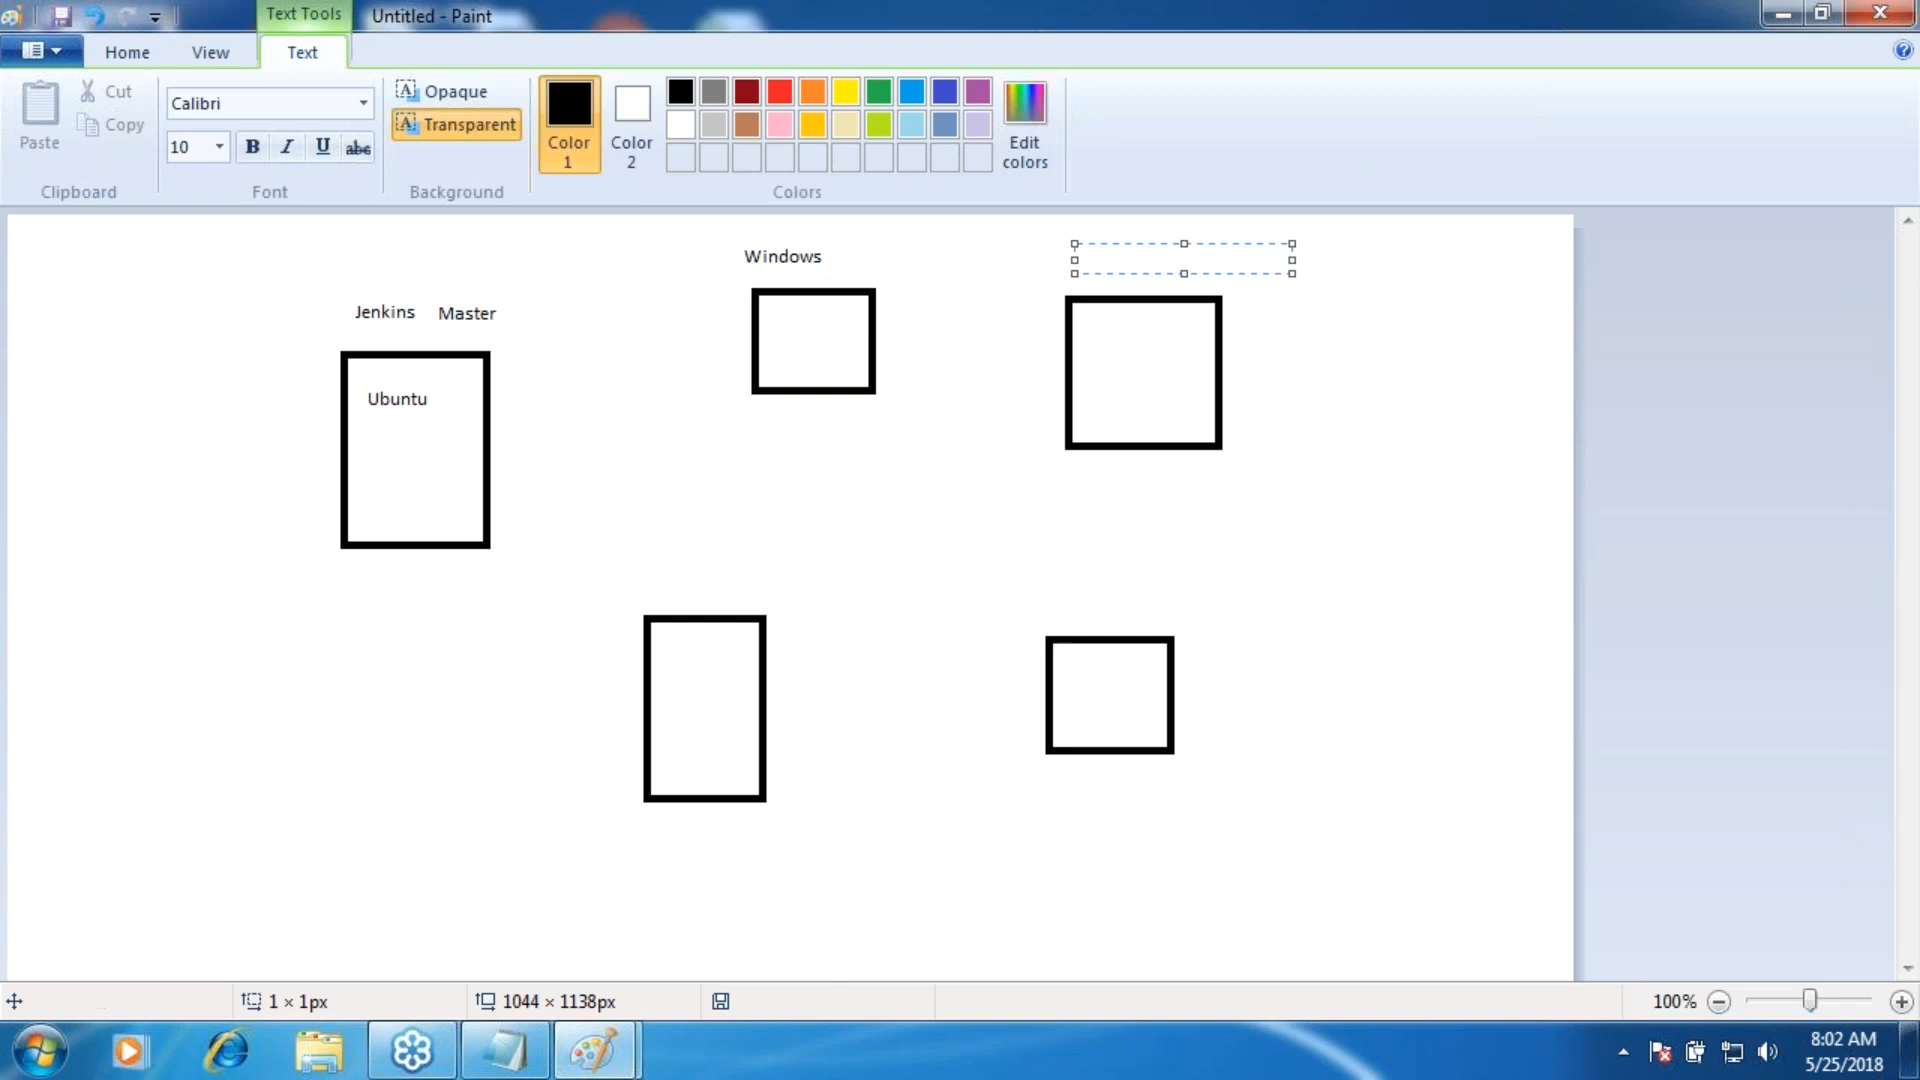 Text Tools
Untitled - Paint
Home
View
Text
Paste
Cut
Copy
Clipboard
Calibri
10
B I U abc
Font
A Opaque
A Transparent
Background
Color 1
Color 2
Edit colors
Colors
Windows
Jenkins Master
Ubuntu
1 × 1px
1044 × 1138px
100%
8:02 AM
5/25/2018